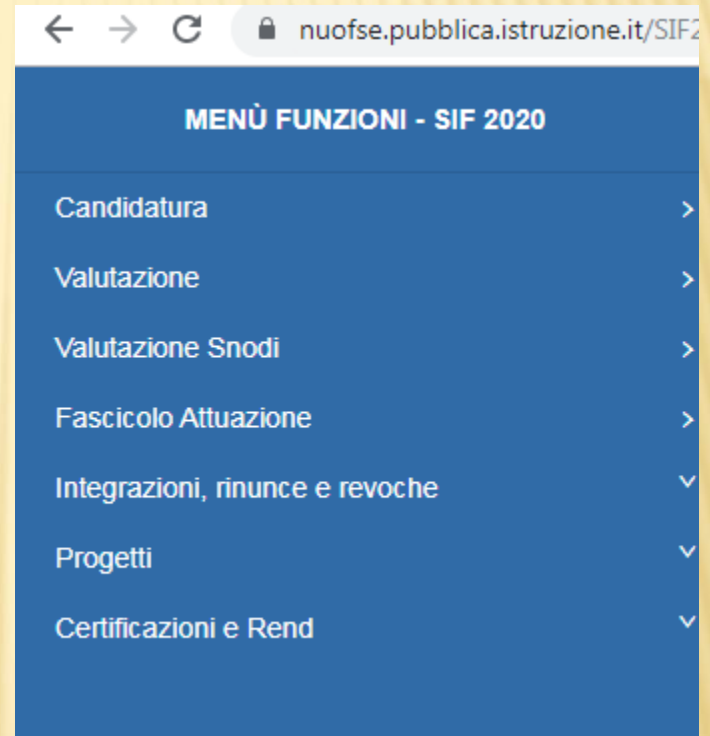 nuofse.pubblica.istruzione.it/SIF2
MENÙ FUNZIONI - SIF 2020
Candidatura
Valutazione
Valutazione Snodi
Fascicolo Attuazione
Integrazioni, rinunce e revoche
Progetti
Certificazioni e Rend